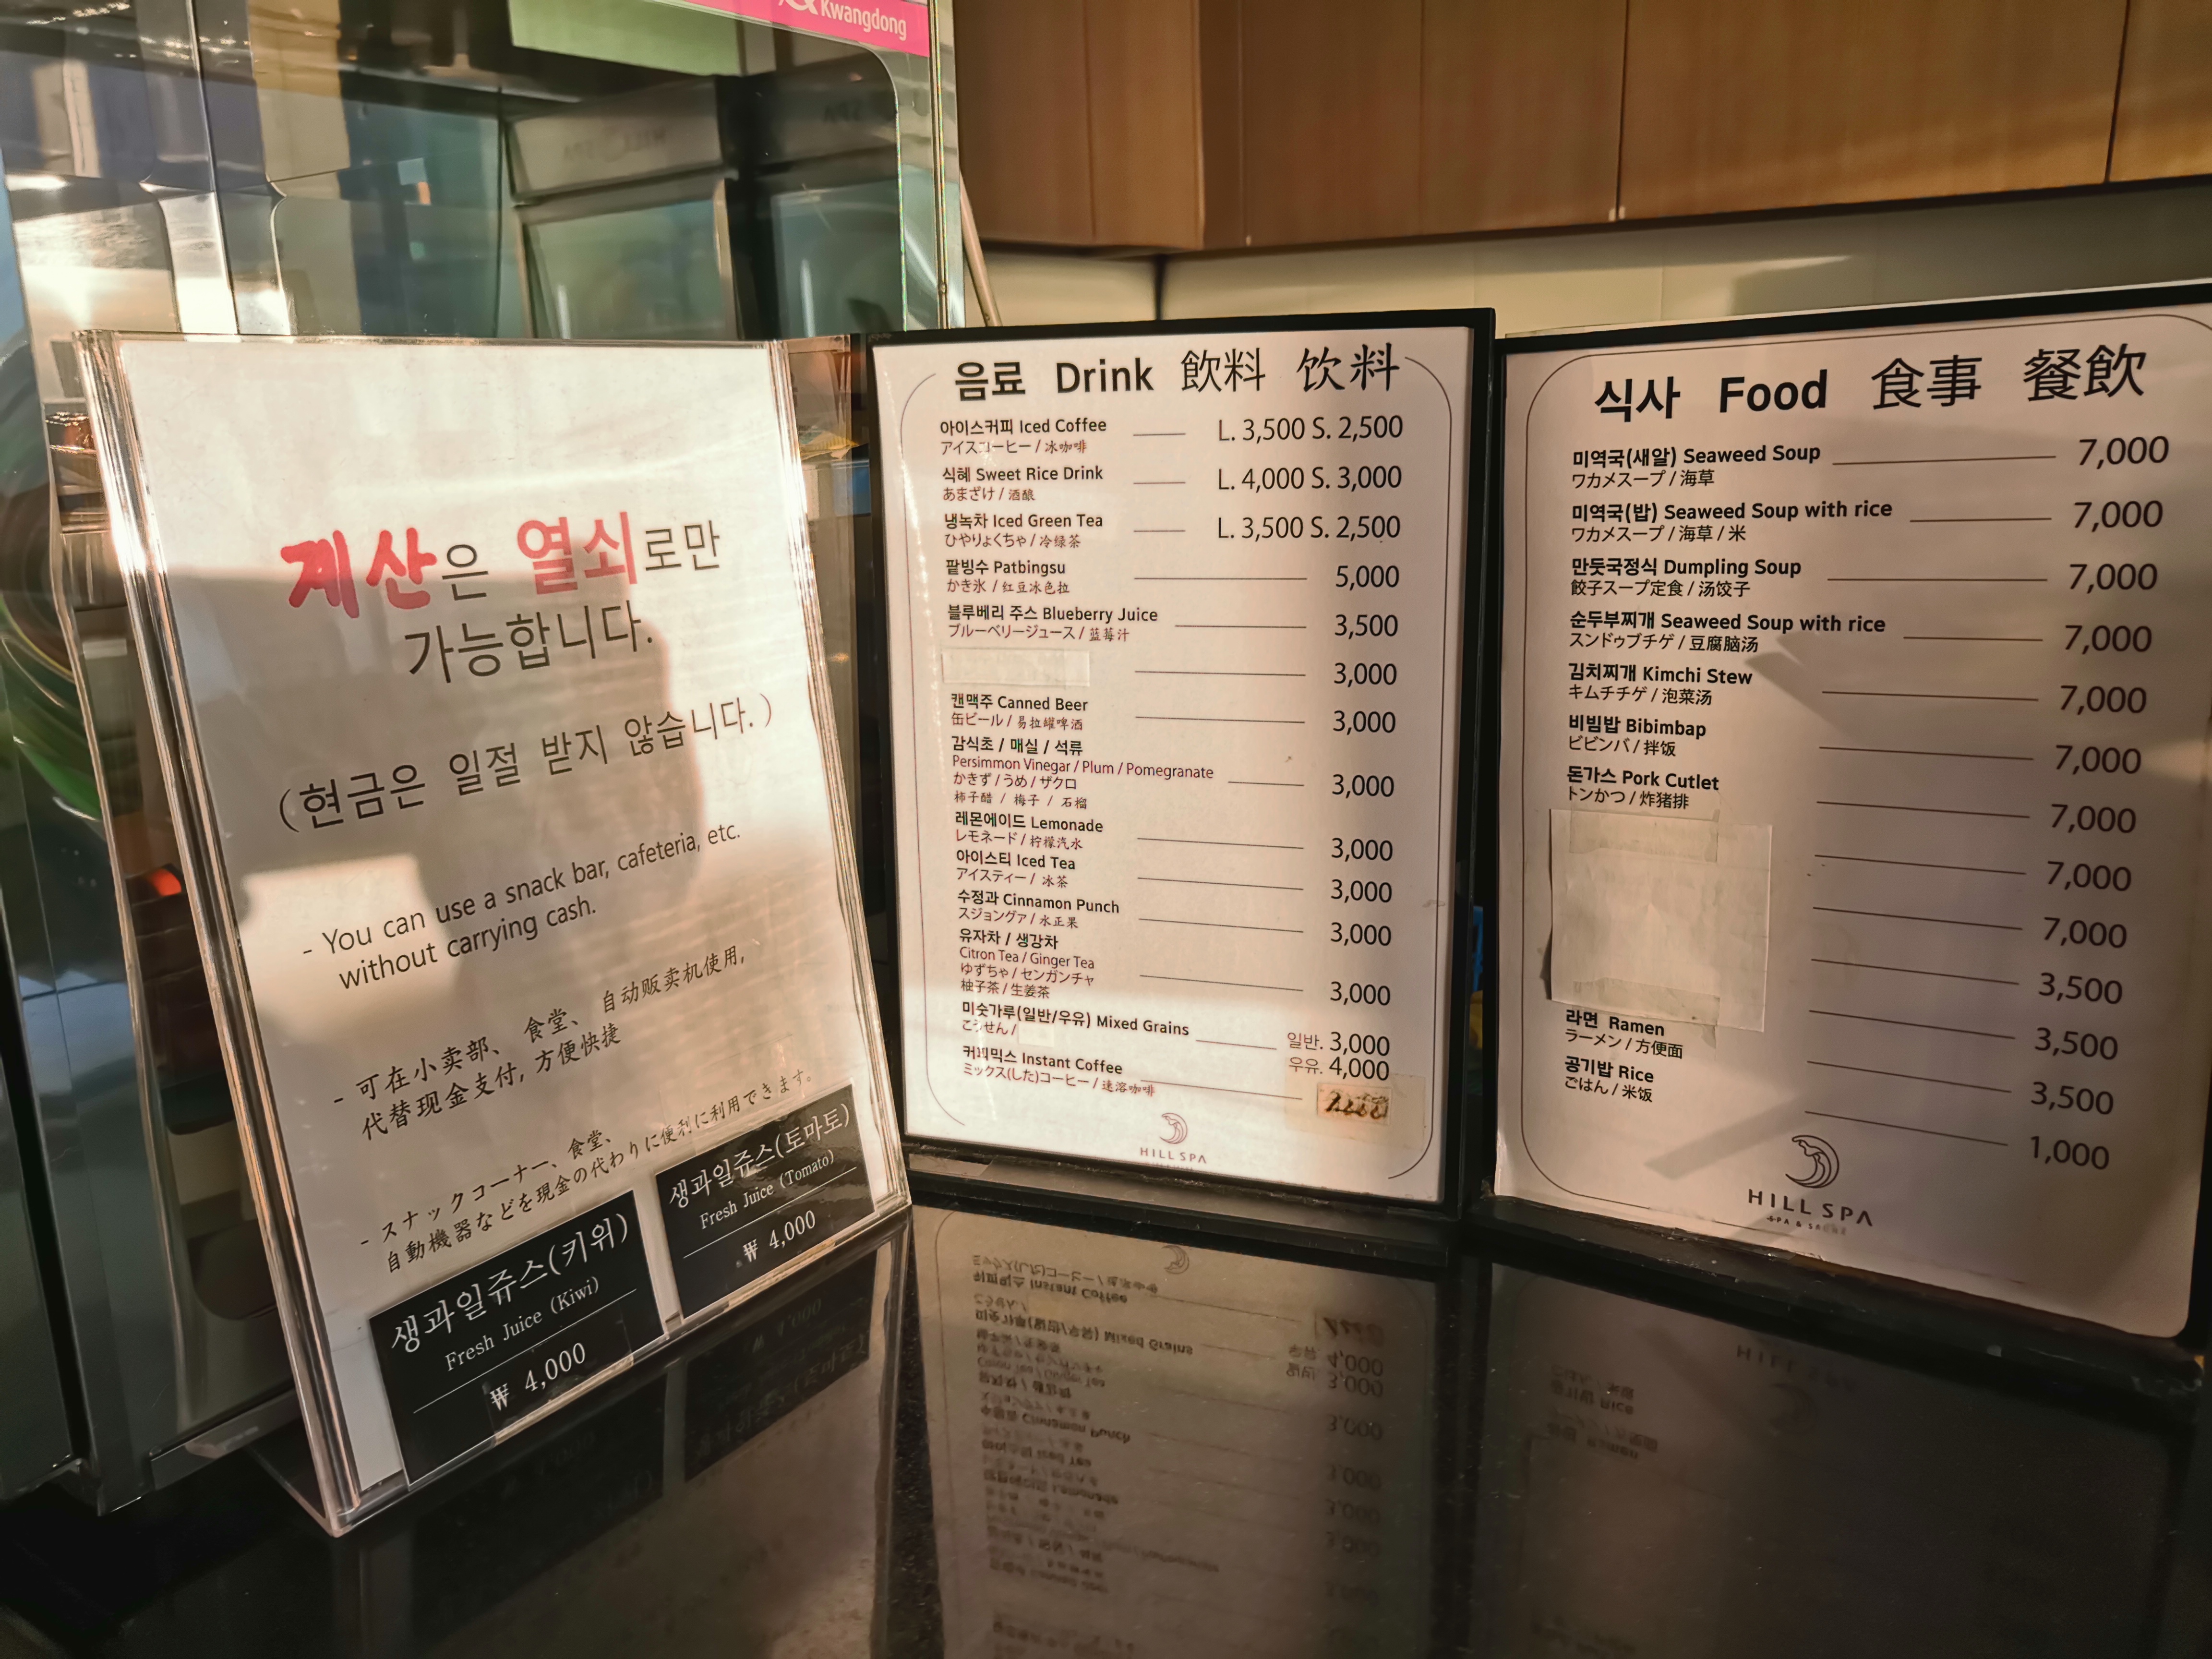 Kwangdong
계산은 열쇠로만
가능합니다.
(현금은 일절 받지 않습니다.)
- You can use a snack bar, cafeteria, etc.
without carrying cash.
- 可在小卖部、食堂、自动贩卖机使用,
代替现金支付, 方便快捷
- スナックコーナー、食堂、
自動機器などを現金の代わりに便利に利用できます。
생과일쥬스(키위)
Fresh Juice (Kiwi)
₩ 4,000
생과일쥬스(토마토)
Fresh Juice (Tomato)
₩ 4,000
음료 Drink 飲料 饮料
아이스커피 Iced Coffee L. 3,500 S. 2,500
アイスコーヒー / 冰咖啡
식혜 Sweet Rice Drink L. 4,000 S. 3,000
あまざけ / 酒酿
냉녹차 Iced Green Tea L. 3,500 S. 2,500
ひやりょくちゃ / 冷绿茶
팥빙수 Patbingsu 5,000
かき氷 / 红豆冰色拉
블루베리 주스 Blueberry Juice 3,500
ブルーベリージュース / 蓝莓汁
3,000
캔맥주 Canned Beer 3,000
缶ビール / 易拉罐啤酒
감식초 / 매실 / 석류
Persimmon Vinegar / Plum / Pomegranate 3,000
かきず / うめ / ザクロ
柿子醋 / 梅子 / 石榴
레몬에이드 Lemonade 3,000
レモネード / 柠檬汽水
아이스티 Iced Tea 3,000
アイスティー / 冰茶
수정과 Cinnamon Punch 3,000
スジョングァ / 水正果
유자차 / 생강차
Citron Tea / Ginger Tea 3,000
ゆずちゃ / センガンチャ
柚子茶 / 生姜茶
미숫가루(일반/우유) Mixed Grains 일반. 3,000
こうせん / 우유. 4,000
커피믹스 Instant Coffee
ミックス(した)コーヒー / 速溶咖啡
HILL SPA
식사 Food 食事 餐飲
미역국(새알) Seaweed Soup 7,000
ワカメスープ / 海草
미역국(밥) Seaweed Soup with rice 7,000
ワカメスープ / 海草 / 米
만둣국정식 Dumpling Soup 7,000
餃子スープ定食 / 汤饺子
순두부찌개 Seaweed Soup with rice 7,000
スンドゥブチゲ / 豆腐脑汤
김치찌개 Kimchi Stew 7,000
キムチチゲ / 泡菜汤
비빔밥 Bibimbap 7,000
ビビンバ / 拌饭
돈가스 Pork Cutlet 7,000
トンかつ / 炸猪排
7,000
7,000
3,500
3,500
라면 Ramen 3,500
ラーメン / 方便面
공기밥 Rice 1,000
ごはん / 米饭
HILL SPA